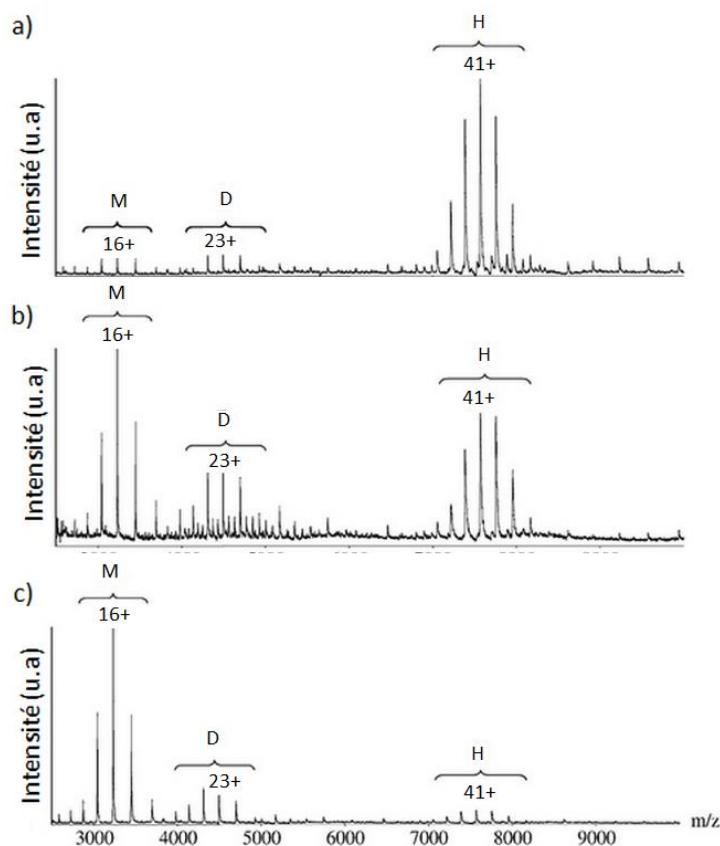 a)
H
41+
M
16+
D
23+
Intensité (u.a)
b)
M
16+
H
41+
D
23+
Intensité (u.a)
c)
M
16+
D
23+
H
41+
Intensité (u.a)
m/z
3000 4000 5000 6000 7000 8000 9000